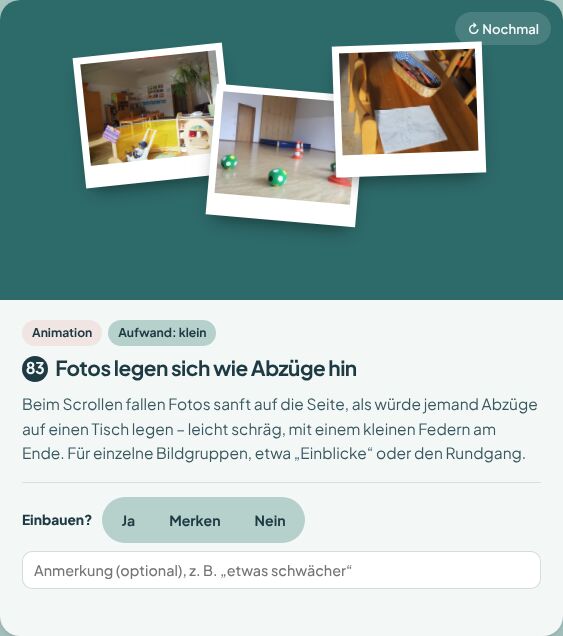 ↻ Nochmal
Animation
Aufwand: klein
83 Fotos legen sich wie Abzüge hin
Beim Scrollen fallen Fotos sanft auf die Seite, als würde jemand Abzüge
auf einen Tisch legen – leicht schräg, mit einem kleinen Federn am
Ende. Für einzelne Bildgruppen, etwa „Einblicke“ oder den Rundgang.
Einbauen? Ja Merken Nein
Anmerkung (optional), z. B. „etwas schwächer“